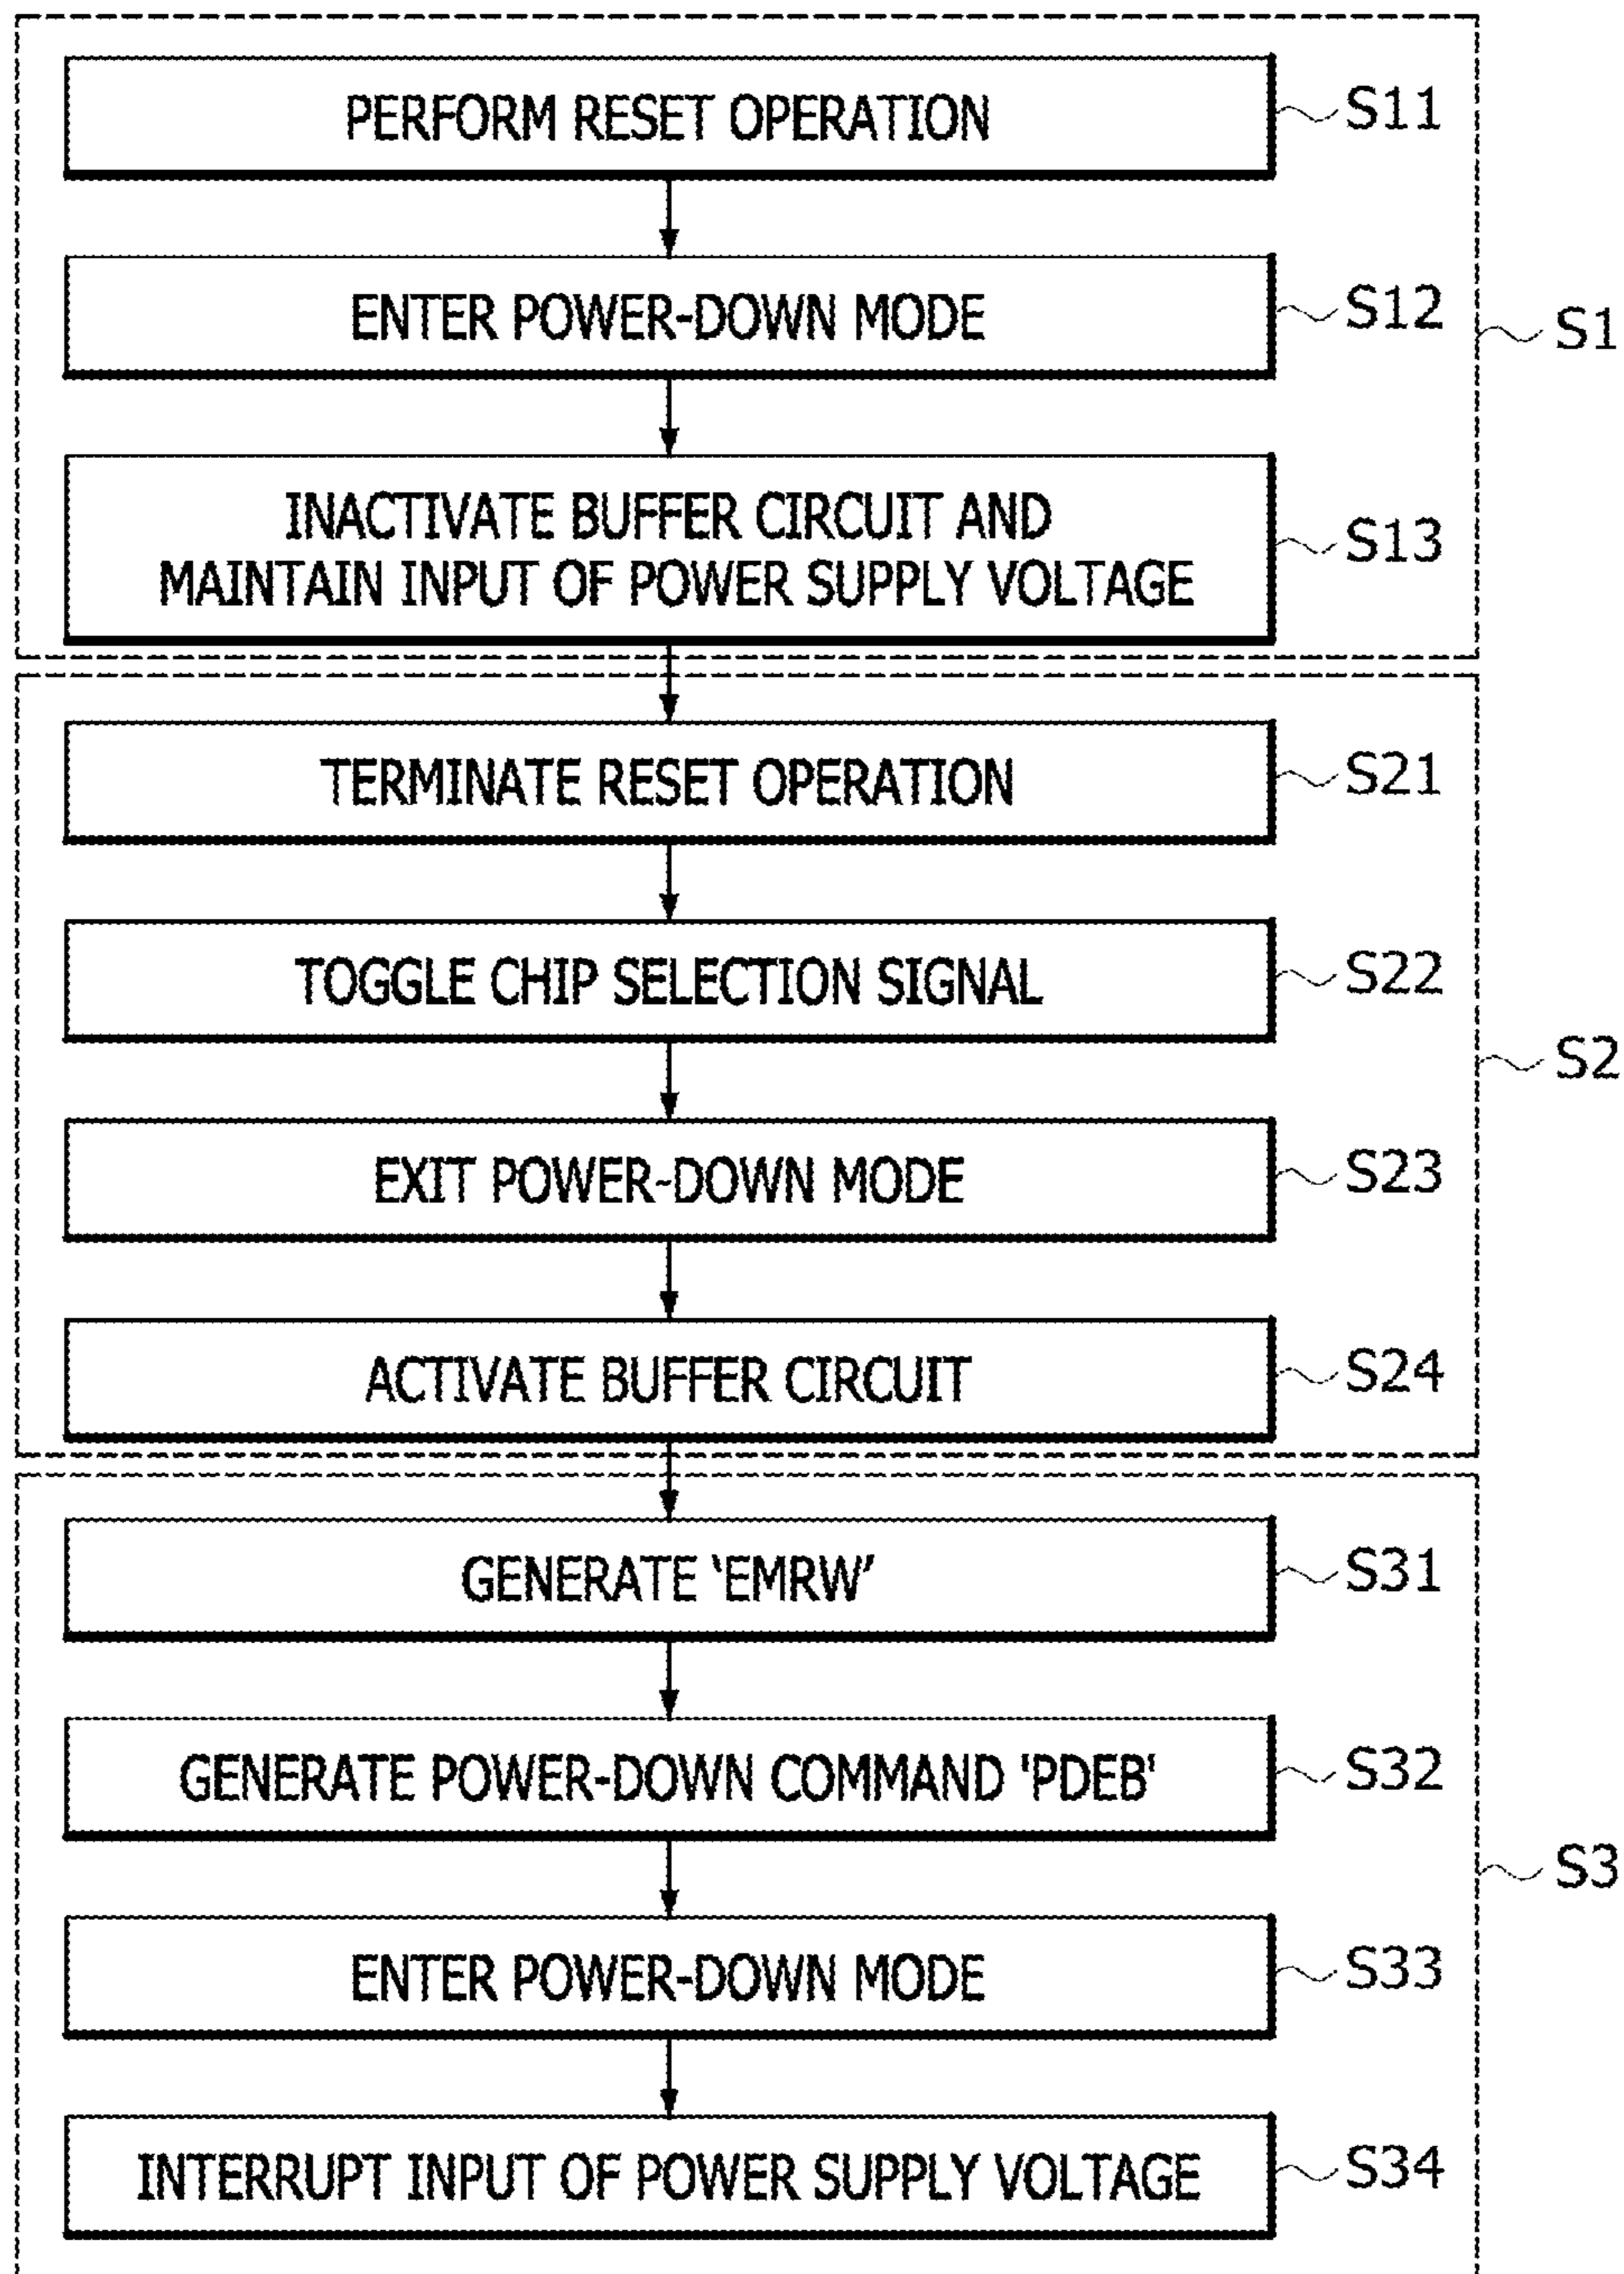 PERFORM RESET OPERATION
S11
ENTER POWER-DOWN MODE
S12
S1
INACTIVATE BUFFER CIRCUIT AND
MAINTAIN INPUT OF POWER SUPPLY VOLTAGE
S13
TERMINATE RESET OPERATION
S21
TOGGLE CHIP SELECTION SIGNAL
S22
S2
EXIT POWER-DOWN MODE
S23
ACTIVATE BUFFER CIRCUIT
S24
GENERATE ‘EMRW’
S31
GENERATE POWER-DOWN COMMAND 'PDEB'
S32
S3
ENTER POWER-DOWN MODE
S33
INTERRUPT INPUT OF POWER SUPPLY VOLTAGE
S34